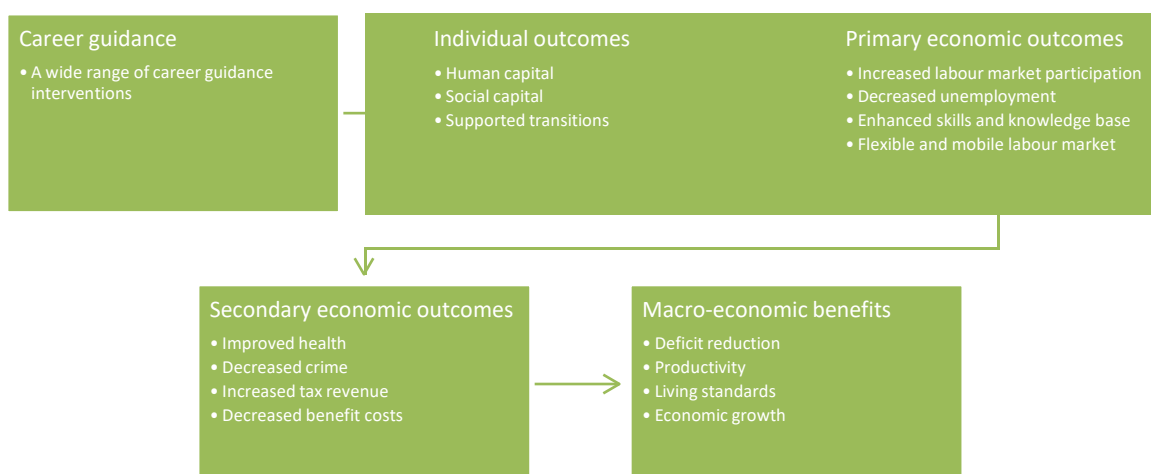 Career guidance
• A wide range of career guidance
interventions
Individual outcomes
• Human capital
• Social capital
• Supported transitions
Primary economic outcomes
• Increased labour market participation
• Decreased unemployment
• Enhanced skills and knowledge base
• Flexible and mobile labour market
Secondary economic outcomes
• Improved health
• Decreased crime
• Increased tax revenue
• Decreased benefit costs
Macro-economic benefits
• Deficit reduction
• Productivity
• Living standards
• Economic growth